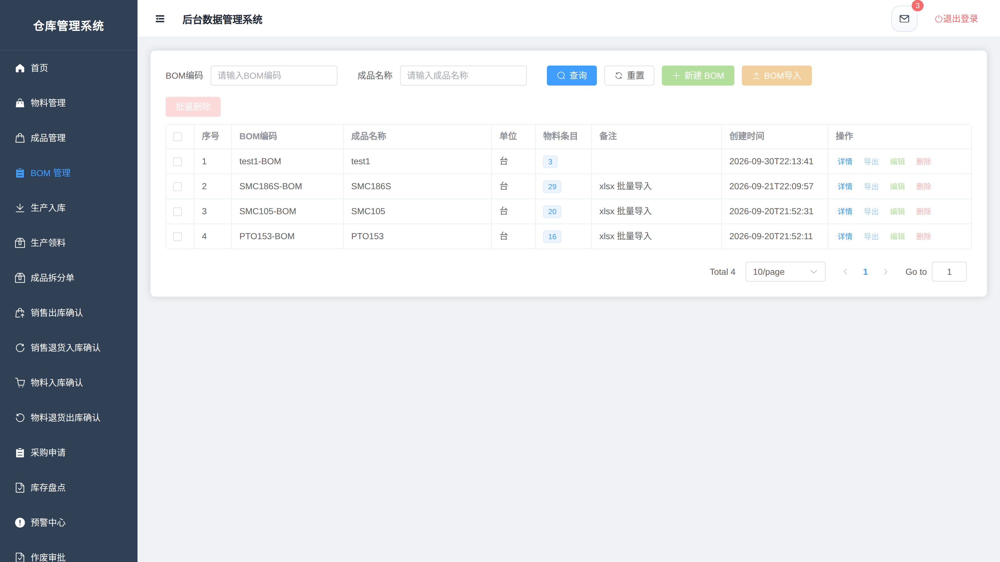 仓库管理系统
首页
物料管理
成品管理
BOM 管理
生产入库
生产领料
成品拆分单
销售出库确认
销售退货入库确认
物料入库确认
物料退货出库确认
采购申请
库存盘点
预警中心
作废审批
后台数据管理系统
3
退出登录
BOM编码 请输入BOM编码 成品名称 请输入成品名称 查询 重置 新建 BOM BOM导入
批量删除
序号 BOM编码 成品名称 单位 物料条目 备注 创建时间 操作
1 test1-BOM test1 台 3 2026-09-30T22:13:41 详情 导出 编辑 删除
2 SMC186S-BOM SMC186S 台 29 xlsx 批量导入 2026-09-21T22:09:57 详情 导出 编辑 删除
3 SMC105-BOM SMC105 台 20 xlsx 批量导入 2026-09-20T21:52:31 详情 导出 编辑 删除
4 PTO153-BOM PTO153 台 16 xlsx 批量导入 2026-09-20T21:52:11 详情 导出 编辑 删除
Total 4 10/page 1 Go to 1